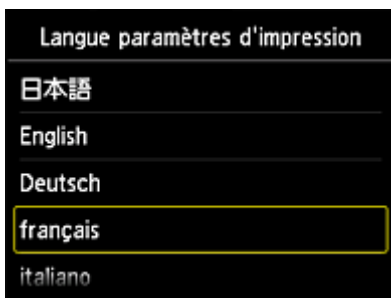 Langue paramètres d'impression
日本語
English
Deutsch
français
italiano